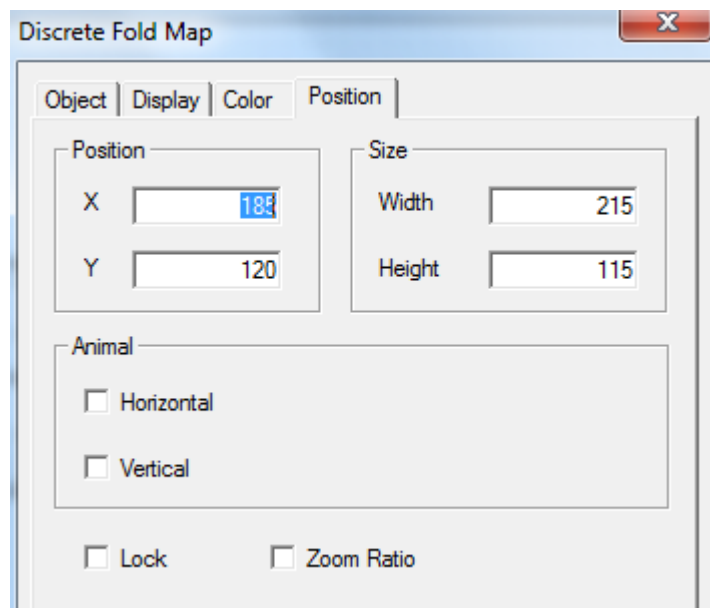 Discrete Fold Map
Object Display Color Position
Position Size
X 185 Width 215
Y 120 Height 115
Animal
Horizontal
Vertical
Lock Zoom Ratio